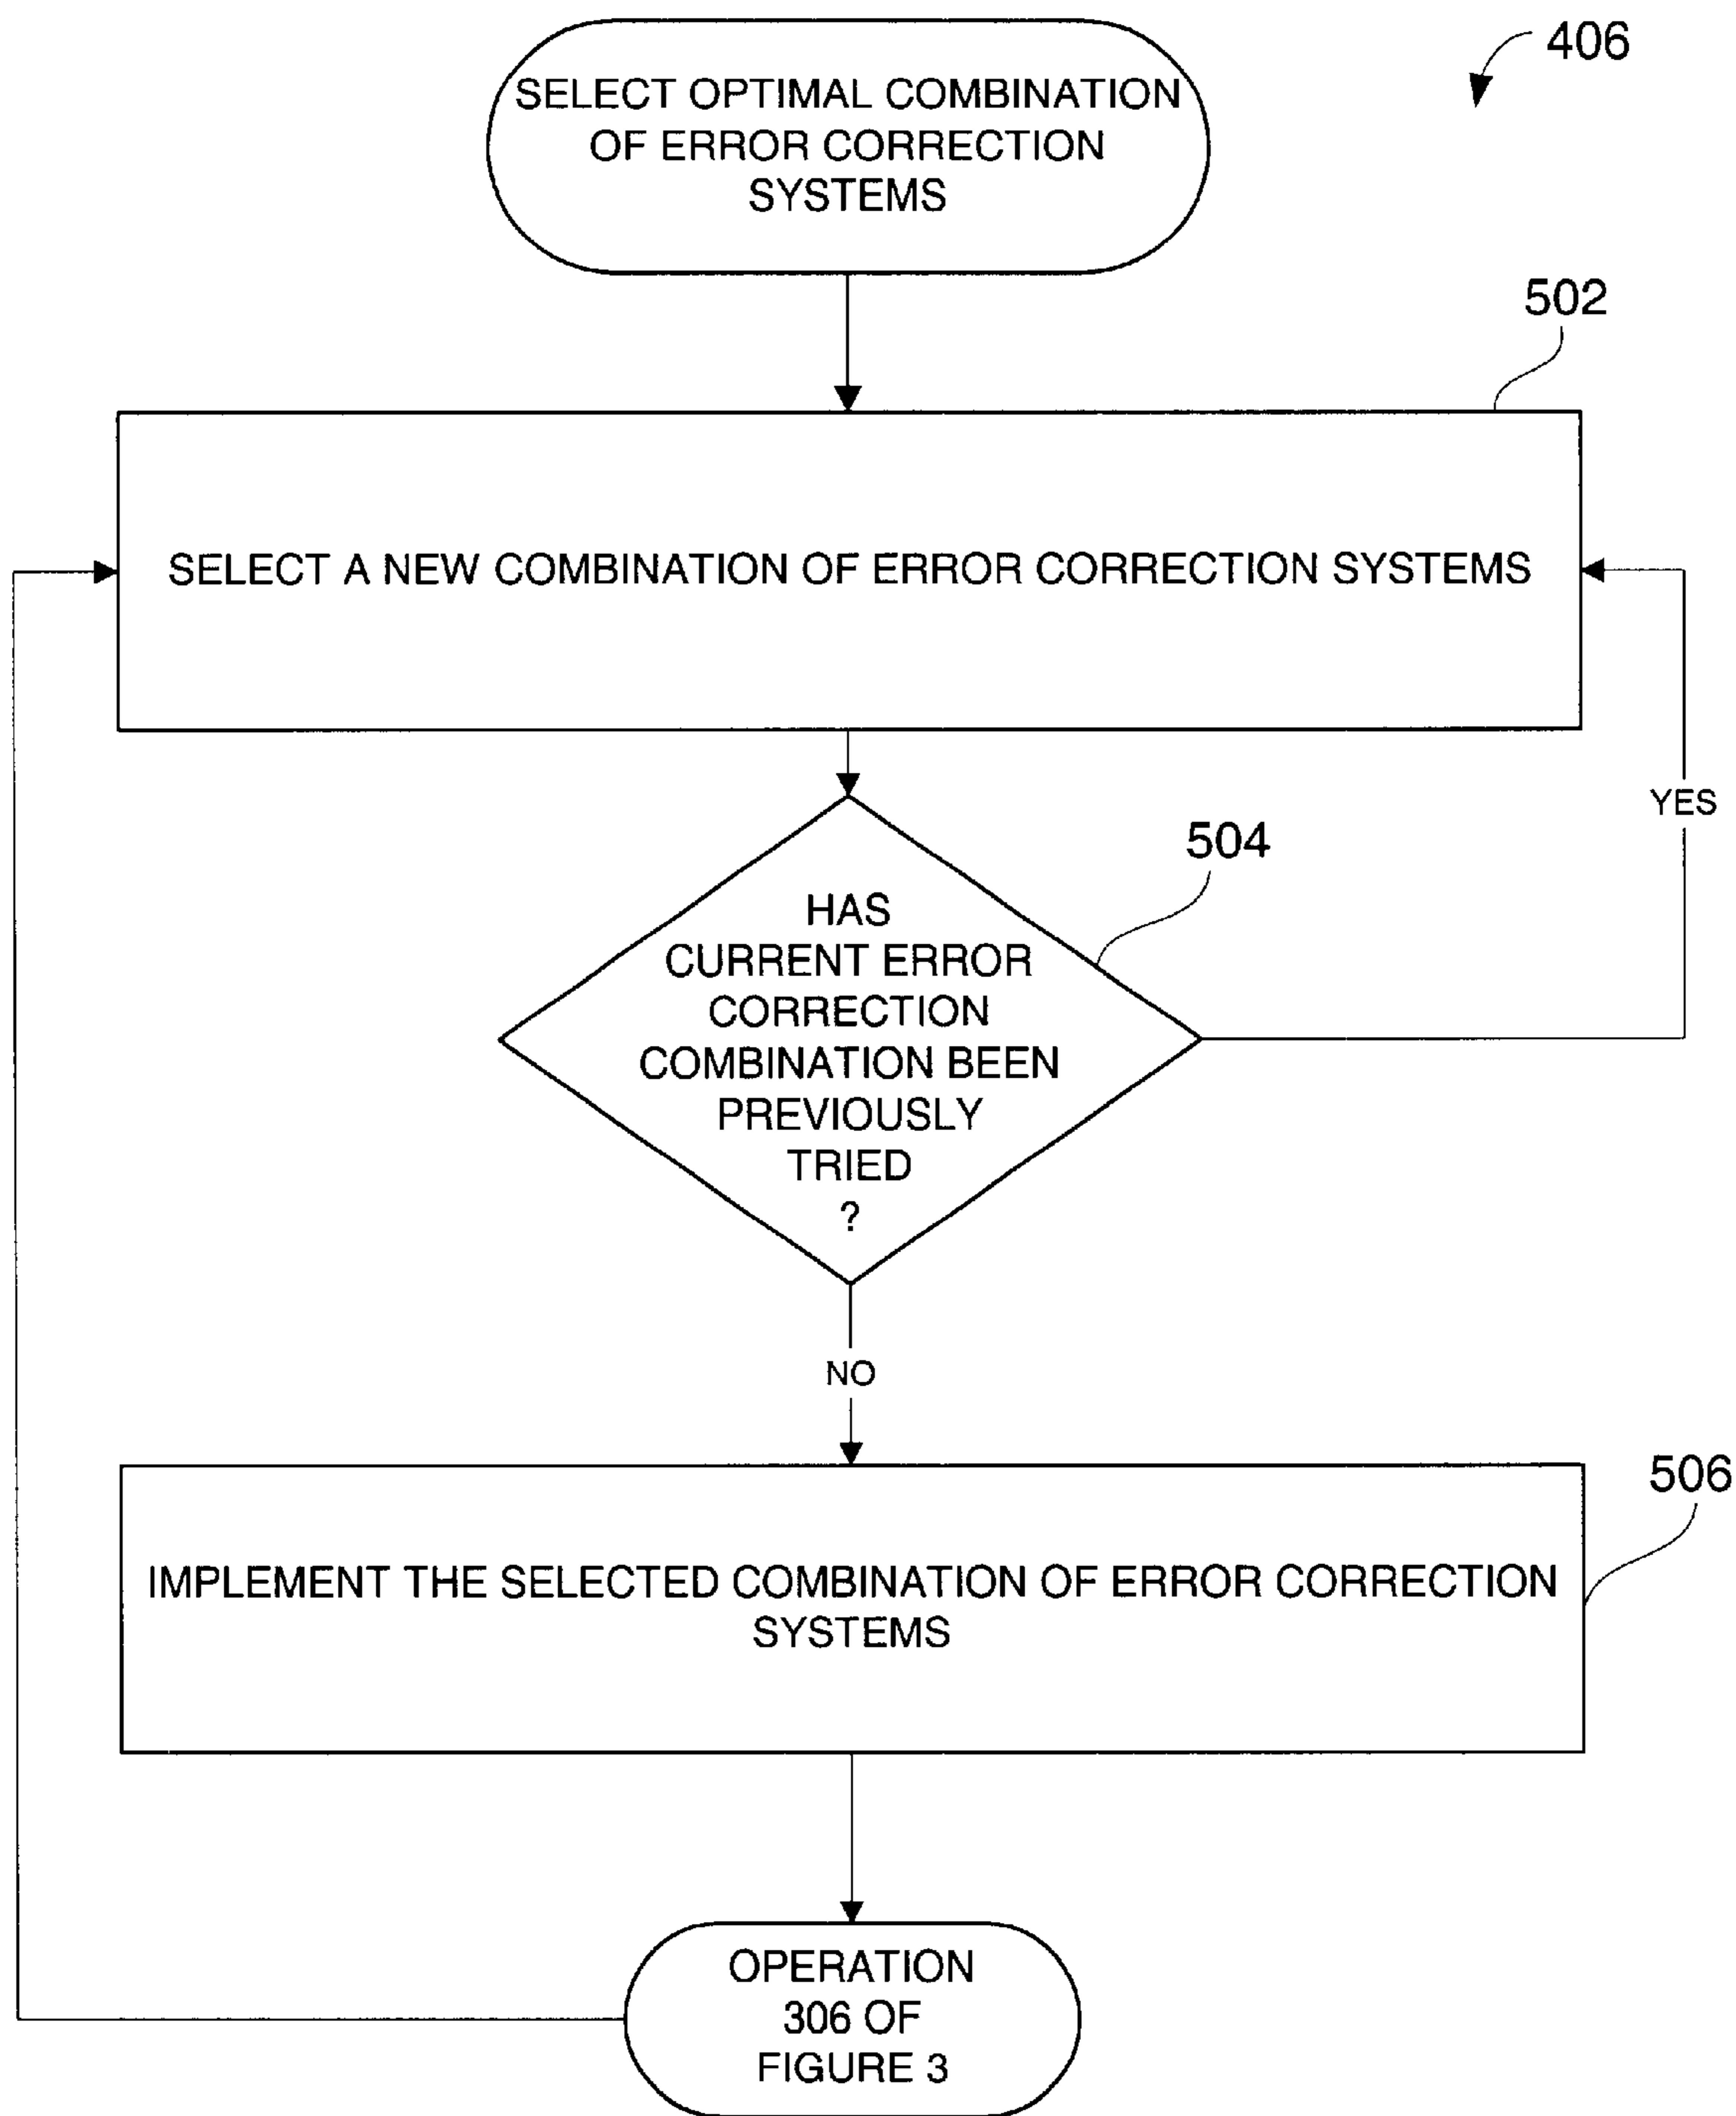 406
SELECT OPTIMAL COMBINATION
OF ERROR CORRECTION
SYSTEMS
502
SELECT A NEW COMBINATION OF ERROR CORRECTION SYSTEMS
YES
504
HAS
CURRENT ERROR
CORRECTION
COMBINATION BEEN
PREVIOUSLY
TRIED
?
NO
506
IMPLEMENT THE SELECTED COMBINATION OF ERROR CORRECTION
SYSTEMS
OPERATION
306 OF
FIGURE 3